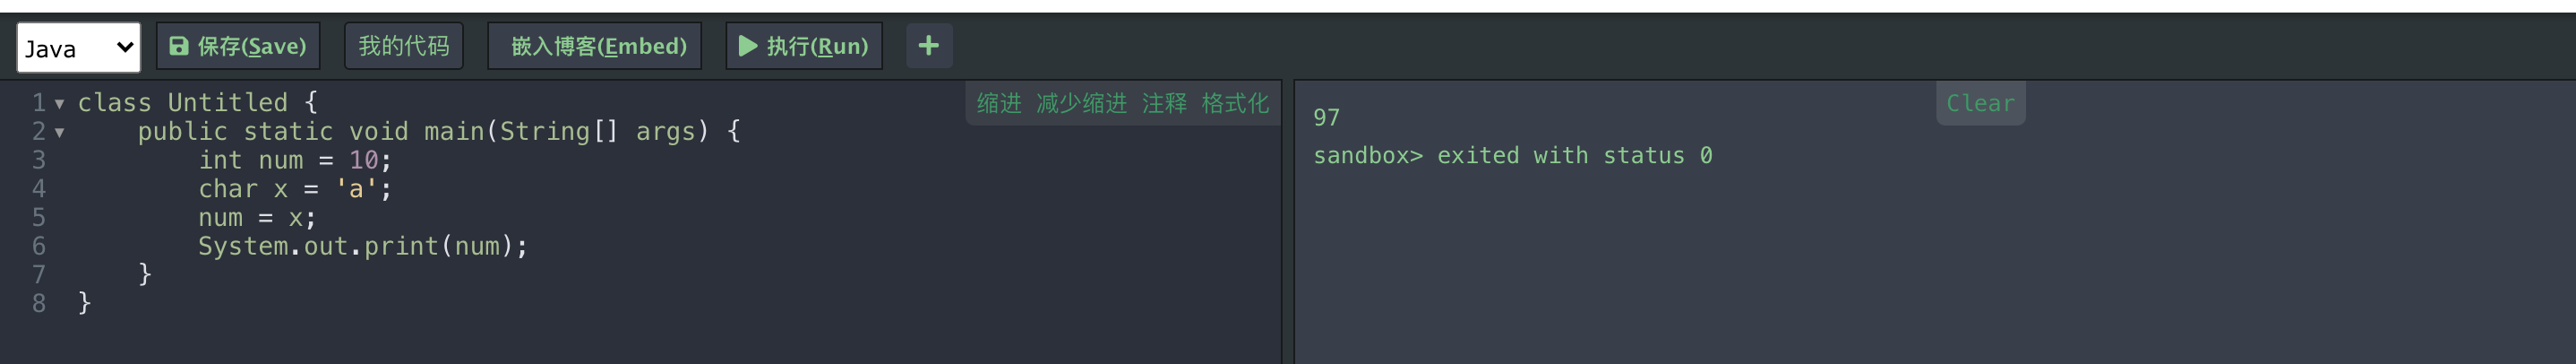 Java 保存(Save) 我的代码 嵌入博客(Embed) 执行(Run) +
缩进 减少缩进 注释 格式化
1 class Untitled {
2     public static void main(String[] args) {
3         int num = 10;
4         char x = 'a';
5         num = x;
6         System.out.print(num);
7     }
8 }
Clear
97
sandbox> exited with status 0